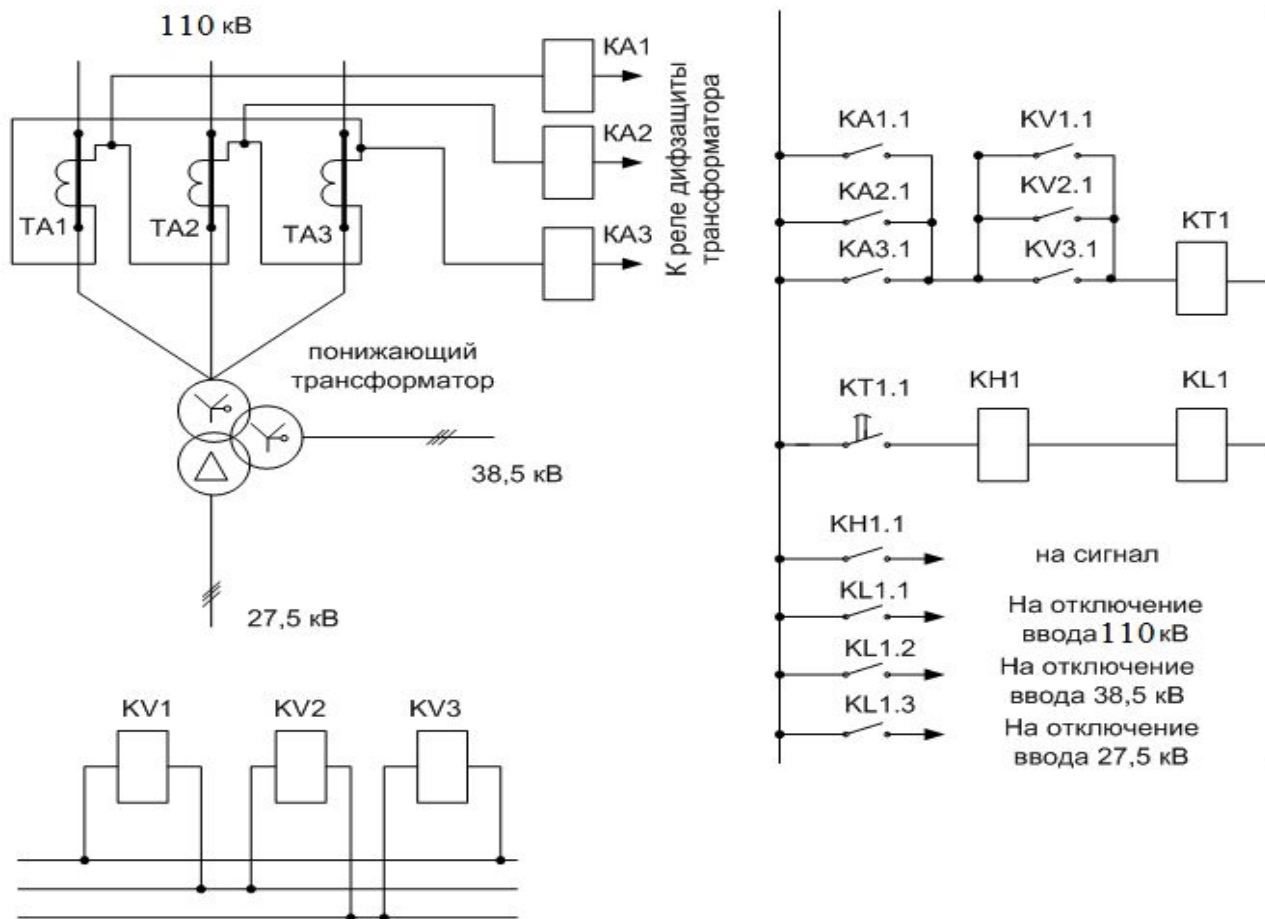 110 кВ
КА1
КА2
КА3
К реле дифзащиты
трансформатора
ТА1
ТА2
ТА3
понижающий
трансформатор
38,5 кВ
27,5 кВ
KV1
KV2
KV3
КА1.1
KV1.1
КА2.1
KV2.1
КА3.1
KV3.1
КТ1
КТ1.1
КН1
KL1
КН1.1
на сигнал
KL1.1
На отключение
ввода 110 кВ
KL1.2
На отключение
ввода 38,5 кВ
KL1.3
На отключение
ввода 27,5 кВ